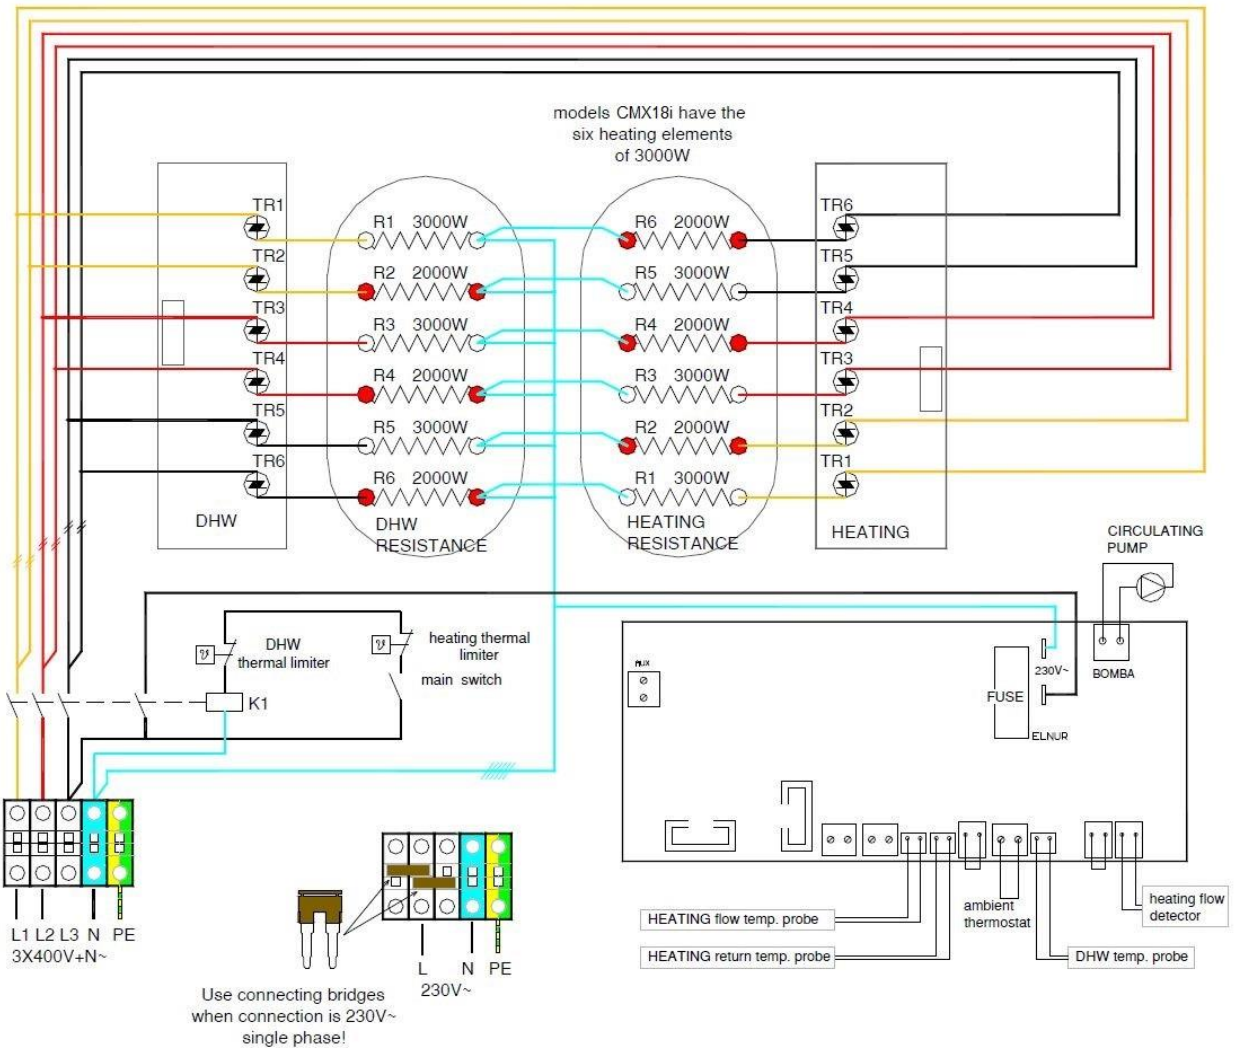 models CMX18i have the
six heating elements
of 3000W
TR1
R1 3000W
R6 2000W
TR6
TR2
R2 2000W
R5 3000W
TR5
TR3
R3 3000W
R4 2000W
TR4
TR4
R4 2000W
R3 3000W
TR3
TR5
R5 3000W
R2 2000W
TR2
TR6
R6 2000W
R1 3000W
TR1
DHW
DHW
RESISTANCE
HEATING
RESISTANCE
HEATING
CIRCULATING
PUMP
DHW
thermal limiter
heating thermal
limiter
main switch
K1
AUX
230V~
FUSE
ELNUR
BOMBA
L1 L2 L3 N PE
3X400V+N~
L N PE
230V~
Use connecting bridges
when connection is 230V~
single phase!
HEATING flow temp. probe
HEATING return temp. probe
ambient
thermostat
heating flow
detector
DHW temp. probe